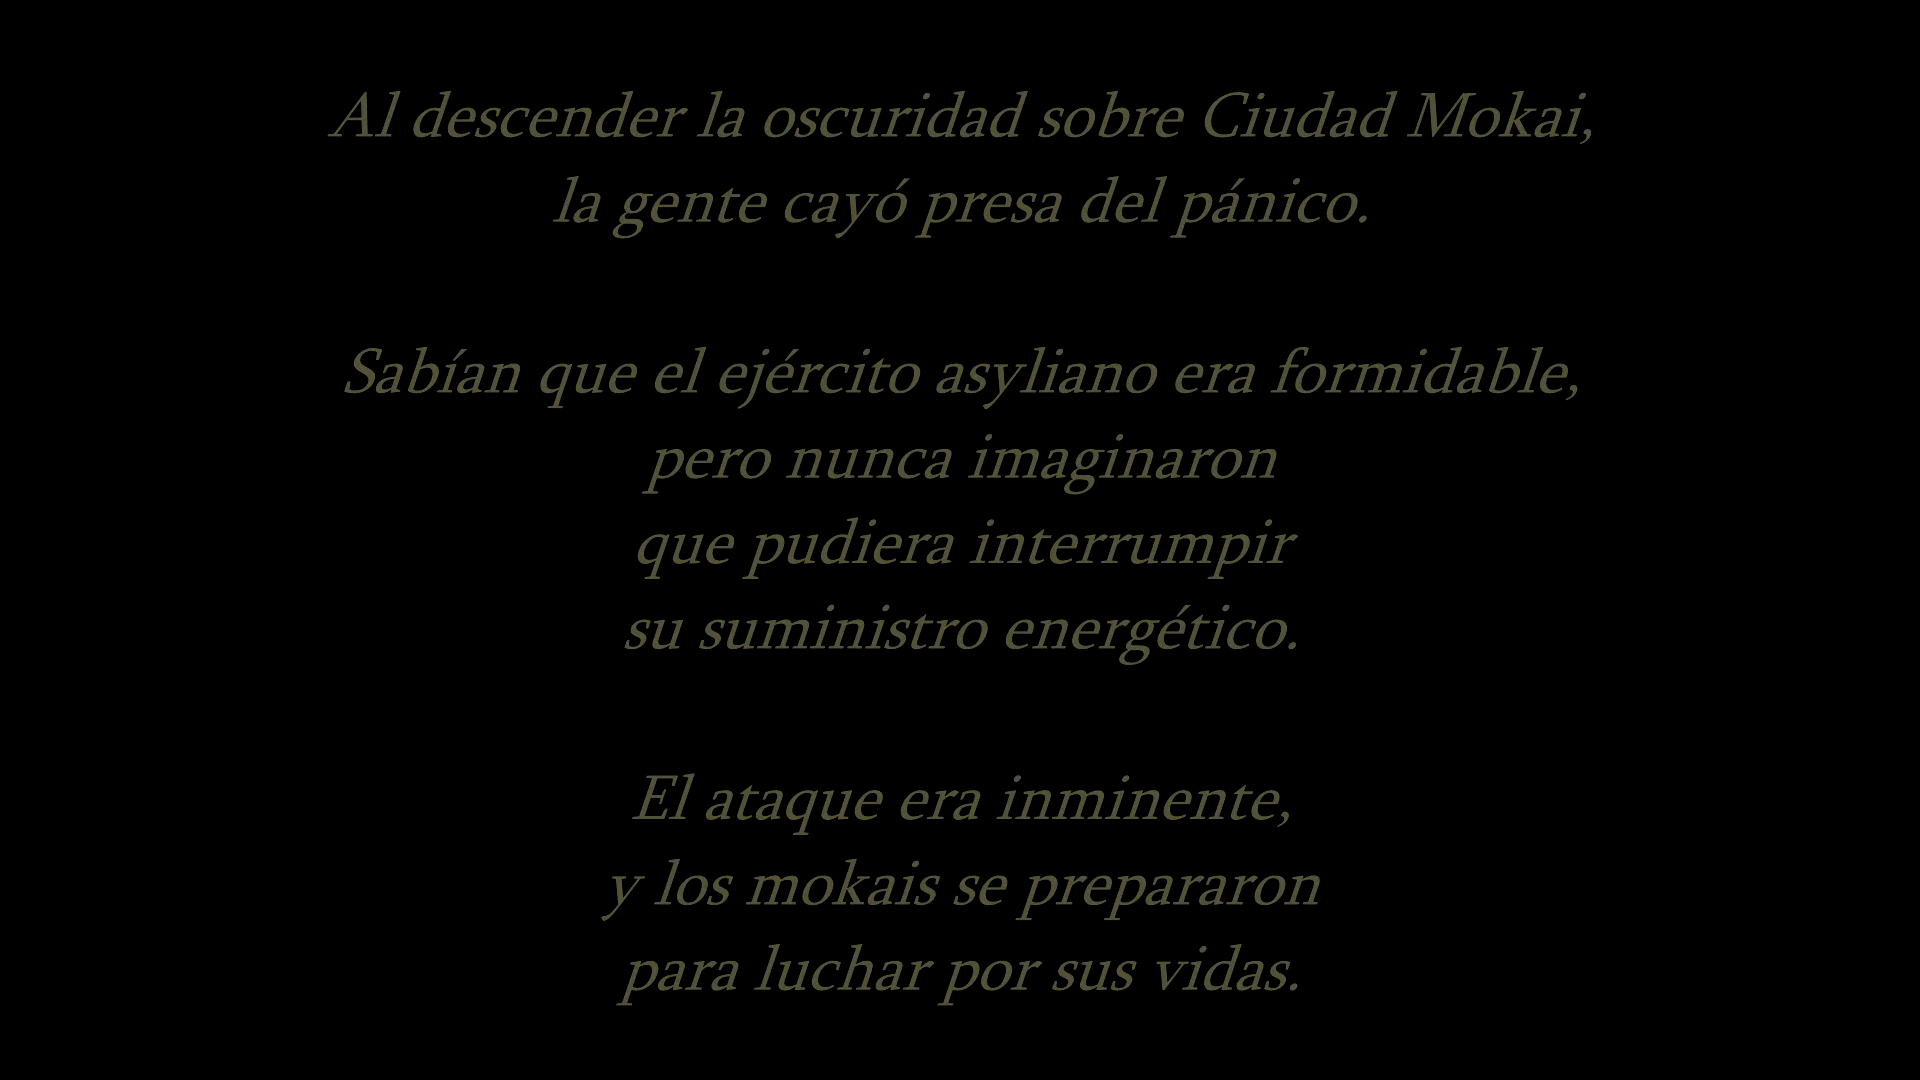 Al descender la oscuridad sobre Ciudad Mokai,
la gente cayó presa del pánico.
Sabían que el ejército asyliano era formidable,
pero nunca imaginaron
que pudiera interrumpir
su suministro energético.
El ataque era inminente,
y los mokais se prepararon
para luchar por sus vidas.